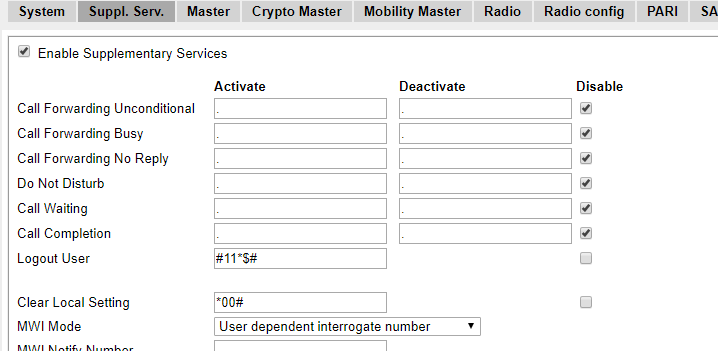 System Suppl. Serv. Master Crypto Master Mobility Master Radio Radio config PARI SA
Enable Supplementary Services
Activate Deactivate Disable
Call Forwarding Unconditional . .
Call Forwarding Busy . .
Call Forwarding No Reply . .
Do Not Disturb . .
Call Waiting . .
Call Completion . .
Logout User #11*$#
Clear Local Setting *00#
MWI Mode User dependent interrogate number
MWI Notify Number